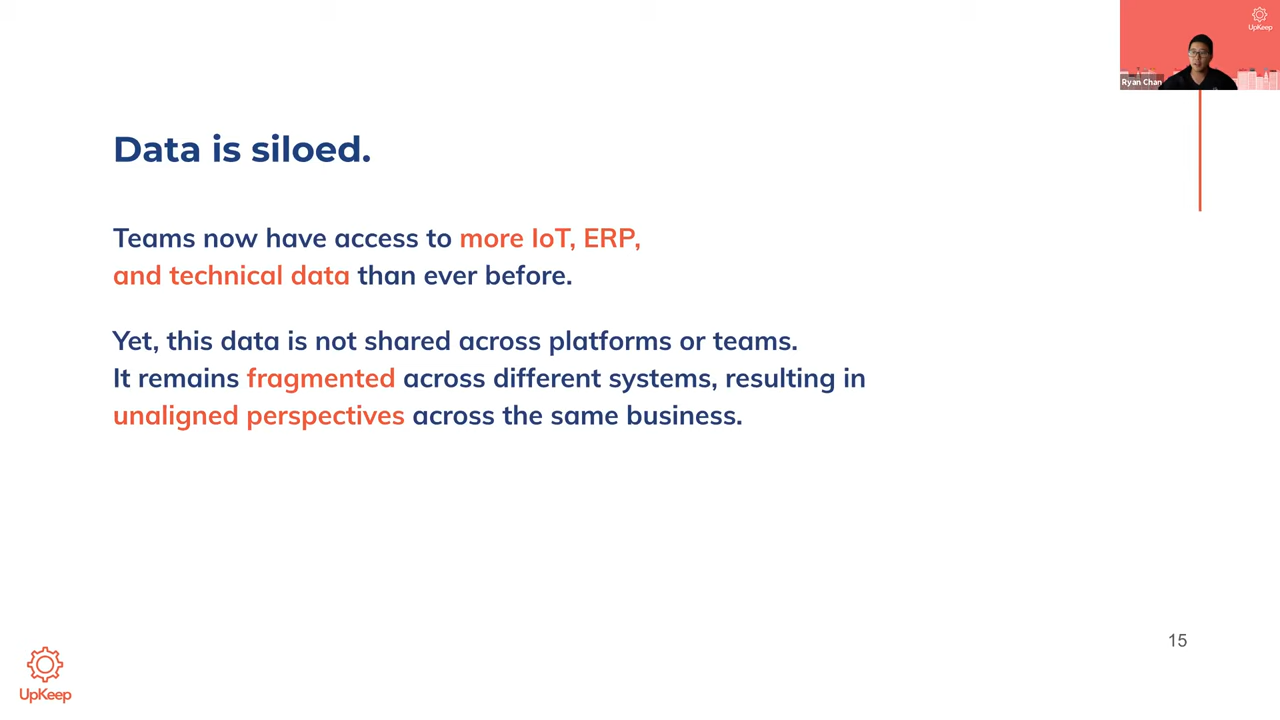 UpKeep
Ryan Chan
Data is siloed.
Teams now have access to more IoT, ERP,
and technical data than ever before.
Yet, this data is not shared across platforms or teams.
It remains fragmented across different systems, resulting in
unaligned perspectives across the same business.
15
UpKeep